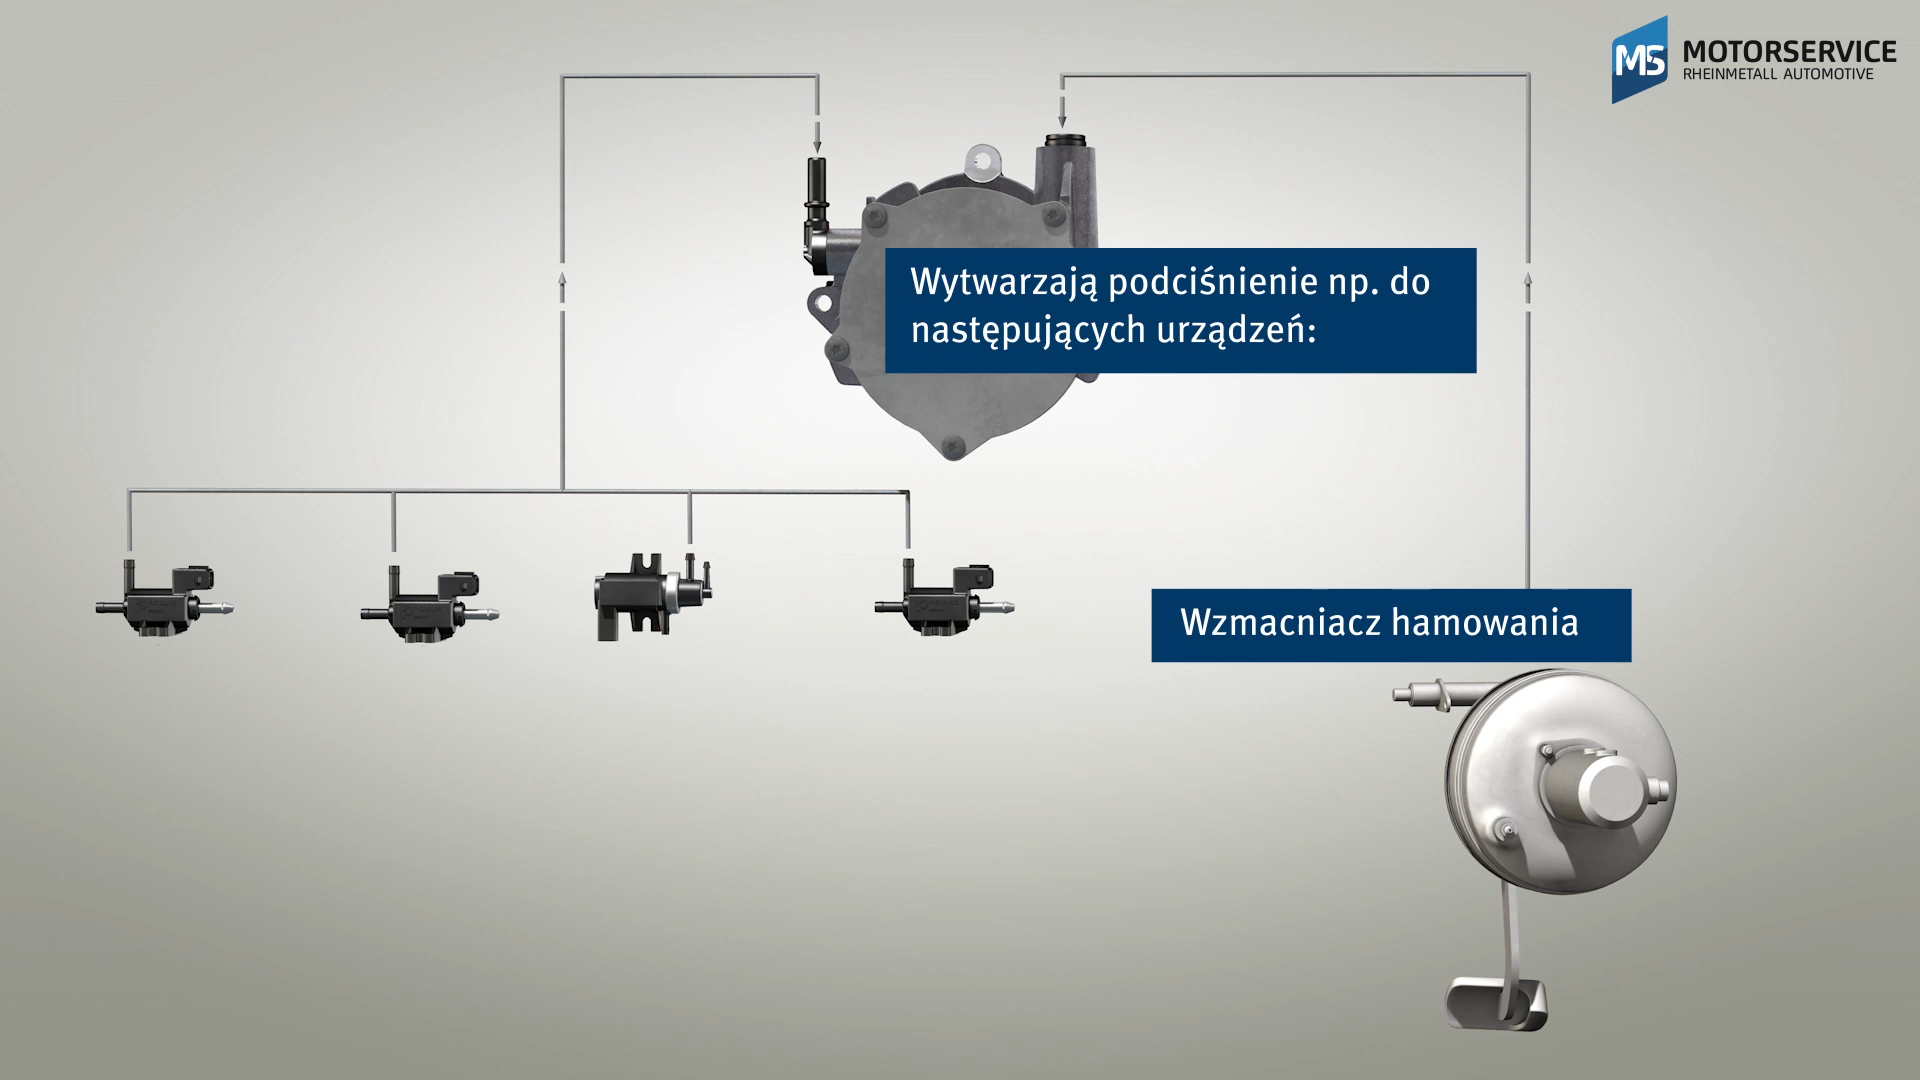 MS MOTORSERVICE
RHEINMETALL AUTOMOTIVE
Wytwarzają podciśnienie np. do
następujących urządzeń:
Wzmacniacz hamowania